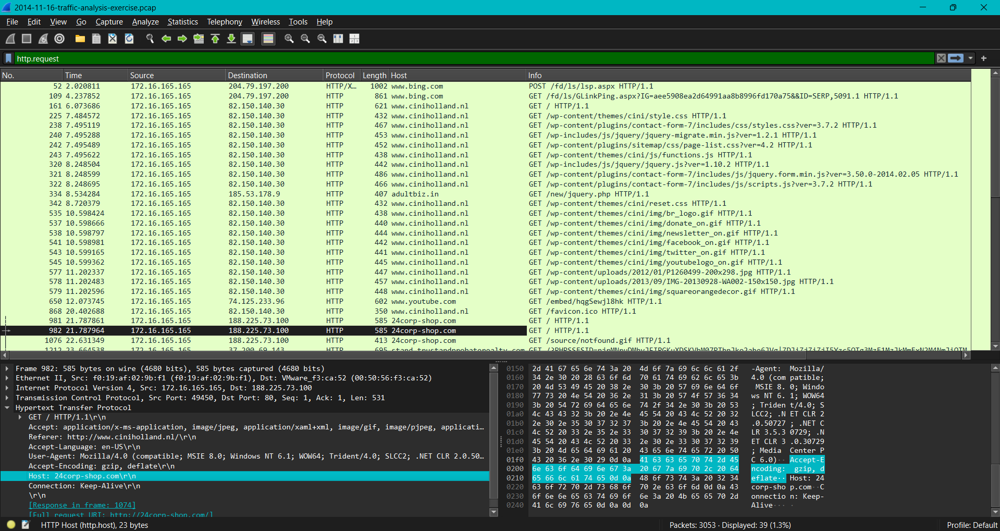 2014-11-16-traffic-analysis-exercise.pcap
File Edit View Go Capture Analyze Statistics Telephony Wireless Tools Help
http.request
No. Time Source Destination Protocol Length Host Info
52 2.020811 172.16.165.165 204.79.197.200 HTTP/X… 1002 www.bing.com POST /fd/ls/lsp.aspx HTTP/1.1
109 4.237852 172.16.165.165 204.79.197.200 HTTP 861 www.bing.com GET /fd/ls/GLinkPing.aspx?IG=aee5908ea2d64991aa8b8996fd170a75&&ID=SERP,5091.1 HTTP/1.1
161 6.073686 172.16.165.165 82.150.140.30 HTTP 621 www.ciniholland.nl GET / HTTP/1.1
225 7.484572 172.16.165.165 82.150.140.30 HTTP 432 www.ciniholland.nl GET /wp-content/themes/cini/style.css HTTP/1.1
238 7.495119 172.16.165.165 82.150.140.30 HTTP 467 www.ciniholland.nl GET /wp-content/plugins/contact-form-7/includes/css/styles.css?ver=3.7.2 HTTP/1.1
240 7.495288 172.16.165.165 82.150.140.30 HTTP 453 www.ciniholland.nl GET /wp-includes/js/jquery/jquery-migrate.min.js?ver=1.2.1 HTTP/1.1
242 7.495489 172.16.165.165 82.150.140.30 HTTP 452 www.ciniholland.nl GET /wp-content/plugins/sitemap/css/page-list.css?ver=4.2 HTTP/1.1
243 7.495622 172.16.165.165 82.150.140.30 HTTP 438 www.ciniholland.nl GET /wp-content/themes/cini/js/functions.js HTTP/1.1
320 8.248504 172.16.165.165 82.150.140.30 HTTP 442 www.ciniholland.nl GET /wp-includes/js/jquery/jquery.js?ver=1.10.2 HTTP/1.1
321 8.248599 172.16.165.165 82.150.140.30 HTTP 486 www.ciniholland.nl GET /wp-content/plugins/contact-form-7/includes/js/jquery.form.min.js?ver=3.50.0-2014.02.05 HTTP/1.1
322 8.248695 172.16.165.165 82.150.140.30 HTTP 466 www.ciniholland.nl GET /wp-content/plugins/contact-form-7/includes/js/scripts.js?ver=3.7.2 HTTP/1.1
334 8.534284 172.16.165.165 185.53.178.9 HTTP 407 adultbiz.in GET /new/jquery.php HTTP/1.1
342 8.720379 172.16.165.165 82.150.140.30 HTTP 432 www.ciniholland.nl GET /wp-content/themes/cini/reset.css HTTP/1.1
535 10.598424 172.16.165.165 82.150.140.30 HTTP 438 www.ciniholland.nl GET /wp-content/themes/cini/img/br_logo.gif HTTP/1.1
537 10.598666 172.16.165.165 82.150.140.30 HTTP 440 www.ciniholland.nl GET /wp-content/themes/cini/img/donate_on.gif HTTP/1.1
538 10.598797 172.16.165.165 82.150.140.30 HTTP 444 www.ciniholland.nl GET /wp-content/themes/cini/img/newsletter_on.gif HTTP/1.1
541 10.598981 172.16.165.165 82.150.140.30 HTTP 442 www.ciniholland.nl GET /wp-content/themes/cini/img/facebook_on.gif HTTP/1.1
543 10.599165 172.16.165.165 82.150.140.30 HTTP 441 www.ciniholland.nl GET /wp-content/themes/cini/img/twitter_on.gif HTTP/1.1
545 10.599362 172.16.165.165 82.150.140.30 HTTP 445 www.ciniholland.nl GET /wp-content/themes/cini/img/youtubelogo_on.gif HTTP/1.1
577 11.202337 172.16.165.165 82.150.140.30 HTTP 447 www.ciniholland.nl GET /wp-content/uploads/2012/01/P1260499-200x298.jpg HTTP/1.1
578 11.202483 172.16.165.165 82.150.140.30 HTTP 457 www.ciniholland.nl GET /wp-content/uploads/2013/09/IMG-20130928-WA002-150x150.jpg HTTP/1.1
579 11.202596 172.16.165.165 82.150.140.30 HTTP 448 www.ciniholland.nl GET /wp-content/themes/cini/img/squareorangedecor.gif HTTP/1.1
650 12.073745 172.16.165.165 74.125.233.96 HTTP 602 www.youtube.com GET /embed/hqgSewjl8hk HTTP/1.1
868 20.402688 172.16.165.165 82.150.140.30 HTTP 350 www.ciniholland.nl GET /favicon.ico HTTP/1.1
981 21.787861 172.16.165.165 188.225.73.100 HTTP 585 24corp-shop.com GET / HTTP/1.1
982 21.787964 172.16.165.165 188.225.73.100 HTTP 585 24corp-shop.com GET / HTTP/1.1
1076 22.631349 172.16.165.165 188.225.73.100 HTTP 413 24corp-shop.com GET /source/notfound.gif HTTP/1.1
1212 23.664538 172.16.165.165 37.200.69.143 HTTP 695 stand.trustandprobaterealty.com GET
Frame 982: 585 bytes on wire (4680 bits), 585 bytes captured (4680 bits)
Ethernet II, Src: f0:19:af:02:9b:f1 (f0:19:af:02:9b:f1), Dst: VMware_f3:ca:52 (00:50:56:f3:ca:52)
Internet Protocol Version 4, Src: 172.16.165.165, Dst: 188.225.73.100
Transmission Control Protocol, Src Port: 49450, Dst Port: 80, Seq: 1, Ack: 1, Len: 531
Hypertext Transfer Protocol
GET / HTTP/1.1\r\n
Accept: application/x-ms-application, image/jpeg, application/xaml+xml, image/gif, image/pjpeg, applicati…
Referer: http://www.ciniholland.nl/\r\n
Accept-Language: en-US\r\n
User-Agent: Mozilla/4.0 (compatible; MSIE 8.0; Windows NT 6.1; WOW64; Trident/4.0; SLCC2; .NET CLR 2.0.50…
Accept-Encoding: gzip, deflate\r\n
Host: 24corp-shop.com\r\n
Connection: Keep-Alive\r\n
\r\n
[Response in frame: 1074]
[Full request URI: http://24corp-shop.com/]
0150 2d 41 67 65 6e 74 3a 20 4d 6f 7a 69 6c 6c 61 2f -Agent: Mozilla/
0160 34 2e 30 20 28 63 6f 6d 70 61 74 69 62 6c 65 3b 4.0 (com patible;
0170 20 4d 53 49 45 20 38 2e 30 3b 20 57 69 6e 64 6f MSIE 8. 0; Windo
0180 77 73 20 4e 54 20 36 2e 31 3b 20 57 4f 57 36 34 ws NT 6. 1; WOW64
0190 3b 20 54 72 69 64 65 6e 74 2f 34 2e 30 3b 20 53 ; Triden t/4.0; S
01a0 4c 43 43 32 3b 20 2e 4e 45 54 20 43 4c 52 20 32 LCC2; .N ET CLR 2
01b0 2e 30 2e 35 30 37 32 37 3b 20 2e 4e 45 54 20 43 .0.50727 ; .NET C
01c0 4c 52 20 33 2e 35 2e 33 30 37 32 39 3b 20 2e 4e LR 3.5.3 0729; .N
01d0 45 54 20 43 4c 52 20 33 2e 30 2e 33 30 37 32 39 ET CLR 3 .0.30729
01e0 3b 20 4d 65 64 69 61 20 43 65 6e 74 65 72 20 50 ; Media Center P
01f0 43 20 36 2e 30 29 0d 0a 41 63 63 65 70 74 2d 45 C 6.0)·· Accept-E
0200 6e 63 6f 64 69 6e 67 3a 20 67 7a 69 70 2c 20 64 ncoding: gzip, d
0210 65 66 6c 61 74 65 0d 0a 48 6f 73 74 3a 20 32 34 eflate·· Host: 24
0220 63 6f 72 70 2d 73 68 6f 70 2e 63 6f 6d 0d 0a 43 corp-sho p.com··C
0230 6f 6e 6e 65 63 74 69 6f 6e 3a 20 4b 65 65 70 2d onnectio n: Keep-
0240 41 6c 69 76 65 0d 0a 0d 0a Alive··· ·
HTTP Host (http.host), 23 bytes
Packets: 3053 · Displayed: 39 (1.3%)
Profile: Default